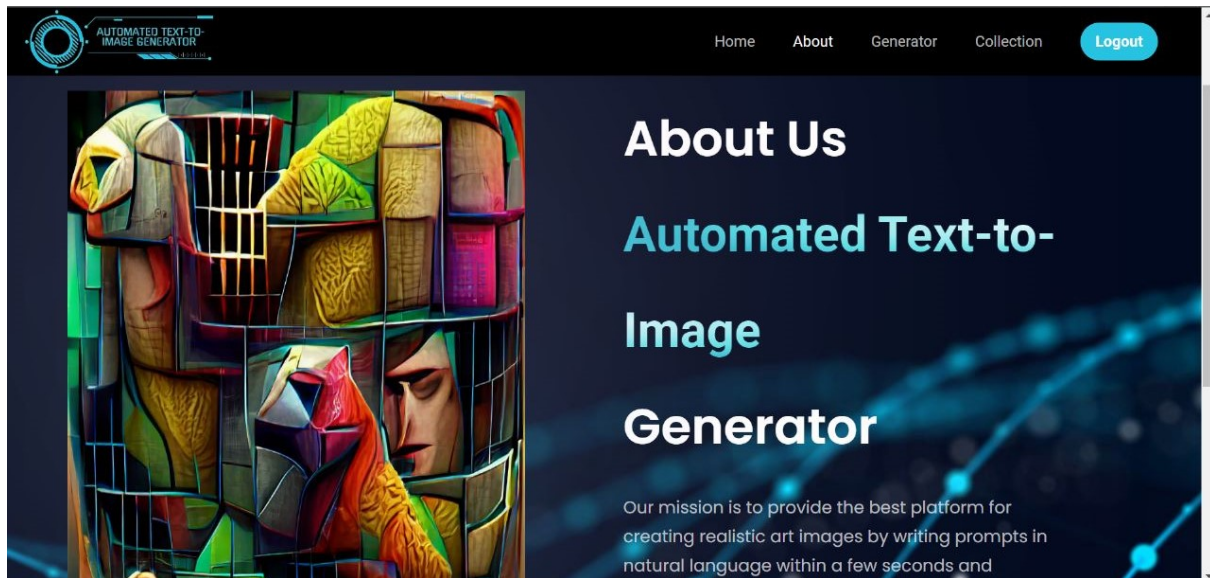 AUTOMATED TEXT-TO-
IMAGE GENERATOR
Home About Generator Collection Logout
About Us
Automated Text-to-
Image
Generator
Our mission is to provide the best platform for
creating realistic art images by writing prompts in
natural language within a few seconds and